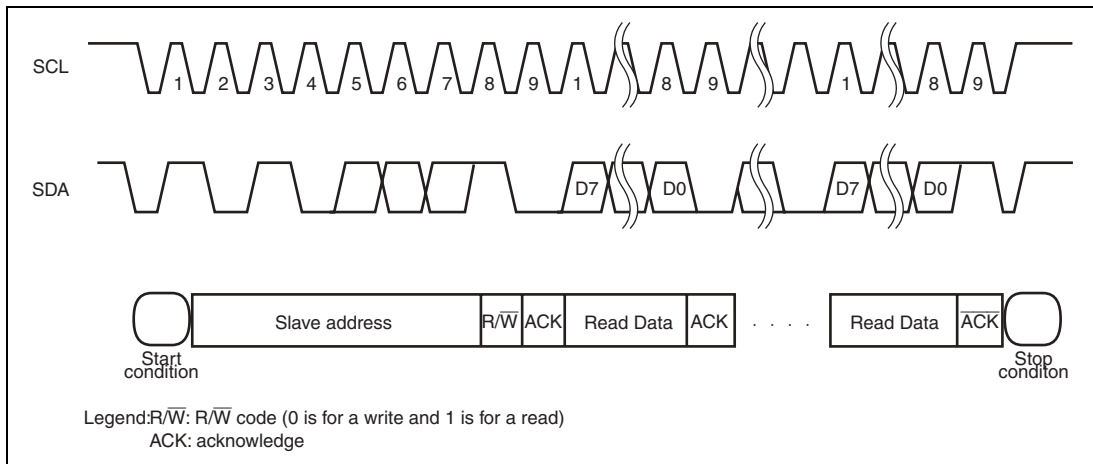 SCL
1 2 3 4 5 6 7 8 9 1 8 9 1 8 9
SDA
D7 D0 D7 D0
Slave address R/W̅ ACK Read Data ACK . . . . Read Data A̅C̅K̅
Start
condition
Stop
conditon
Legend:R/W̅: R/W̅ code (0 is for a write and 1 is for a read)
ACK: acknowledge